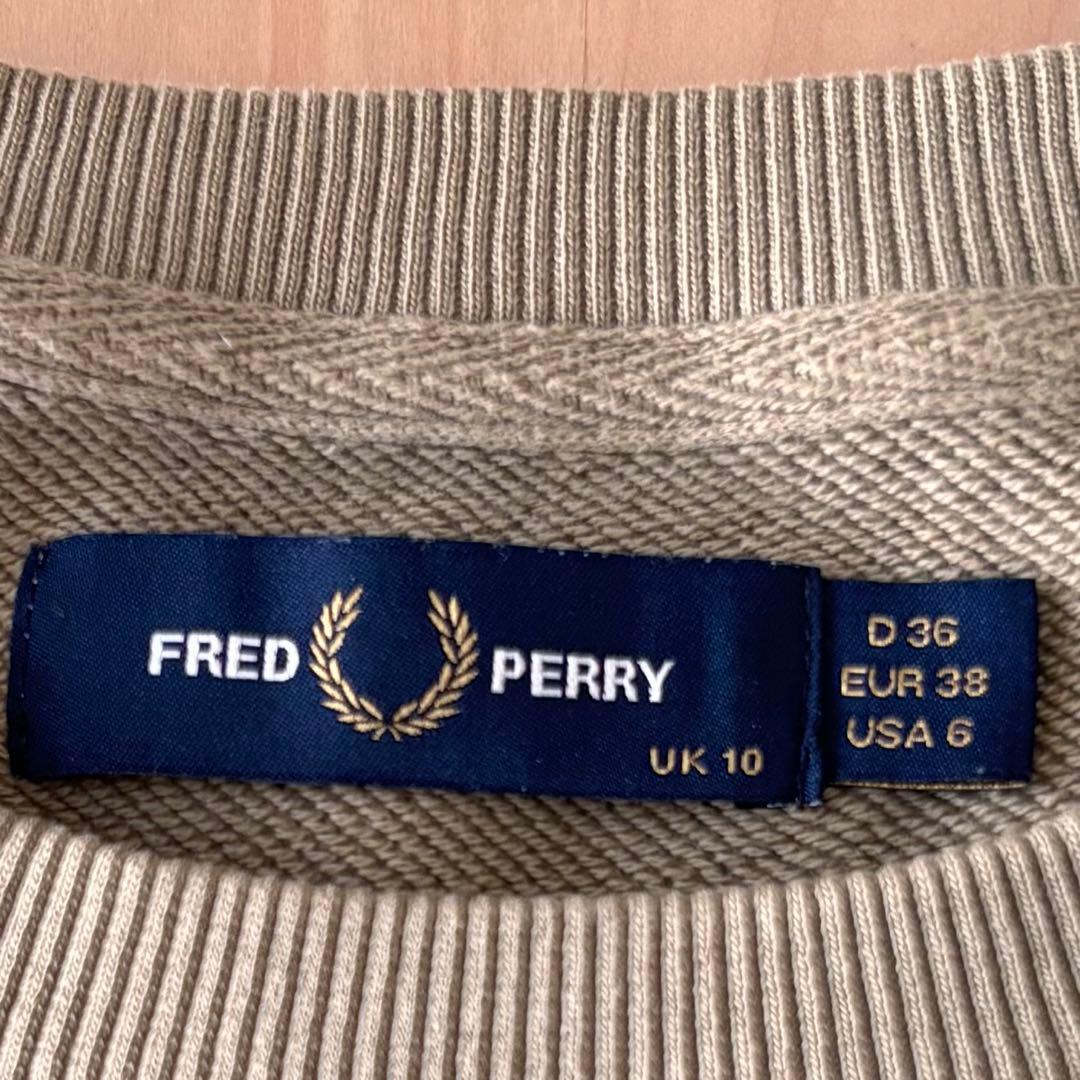 FRED PERRY
UK 10
D 36
EUR 38
USA 6